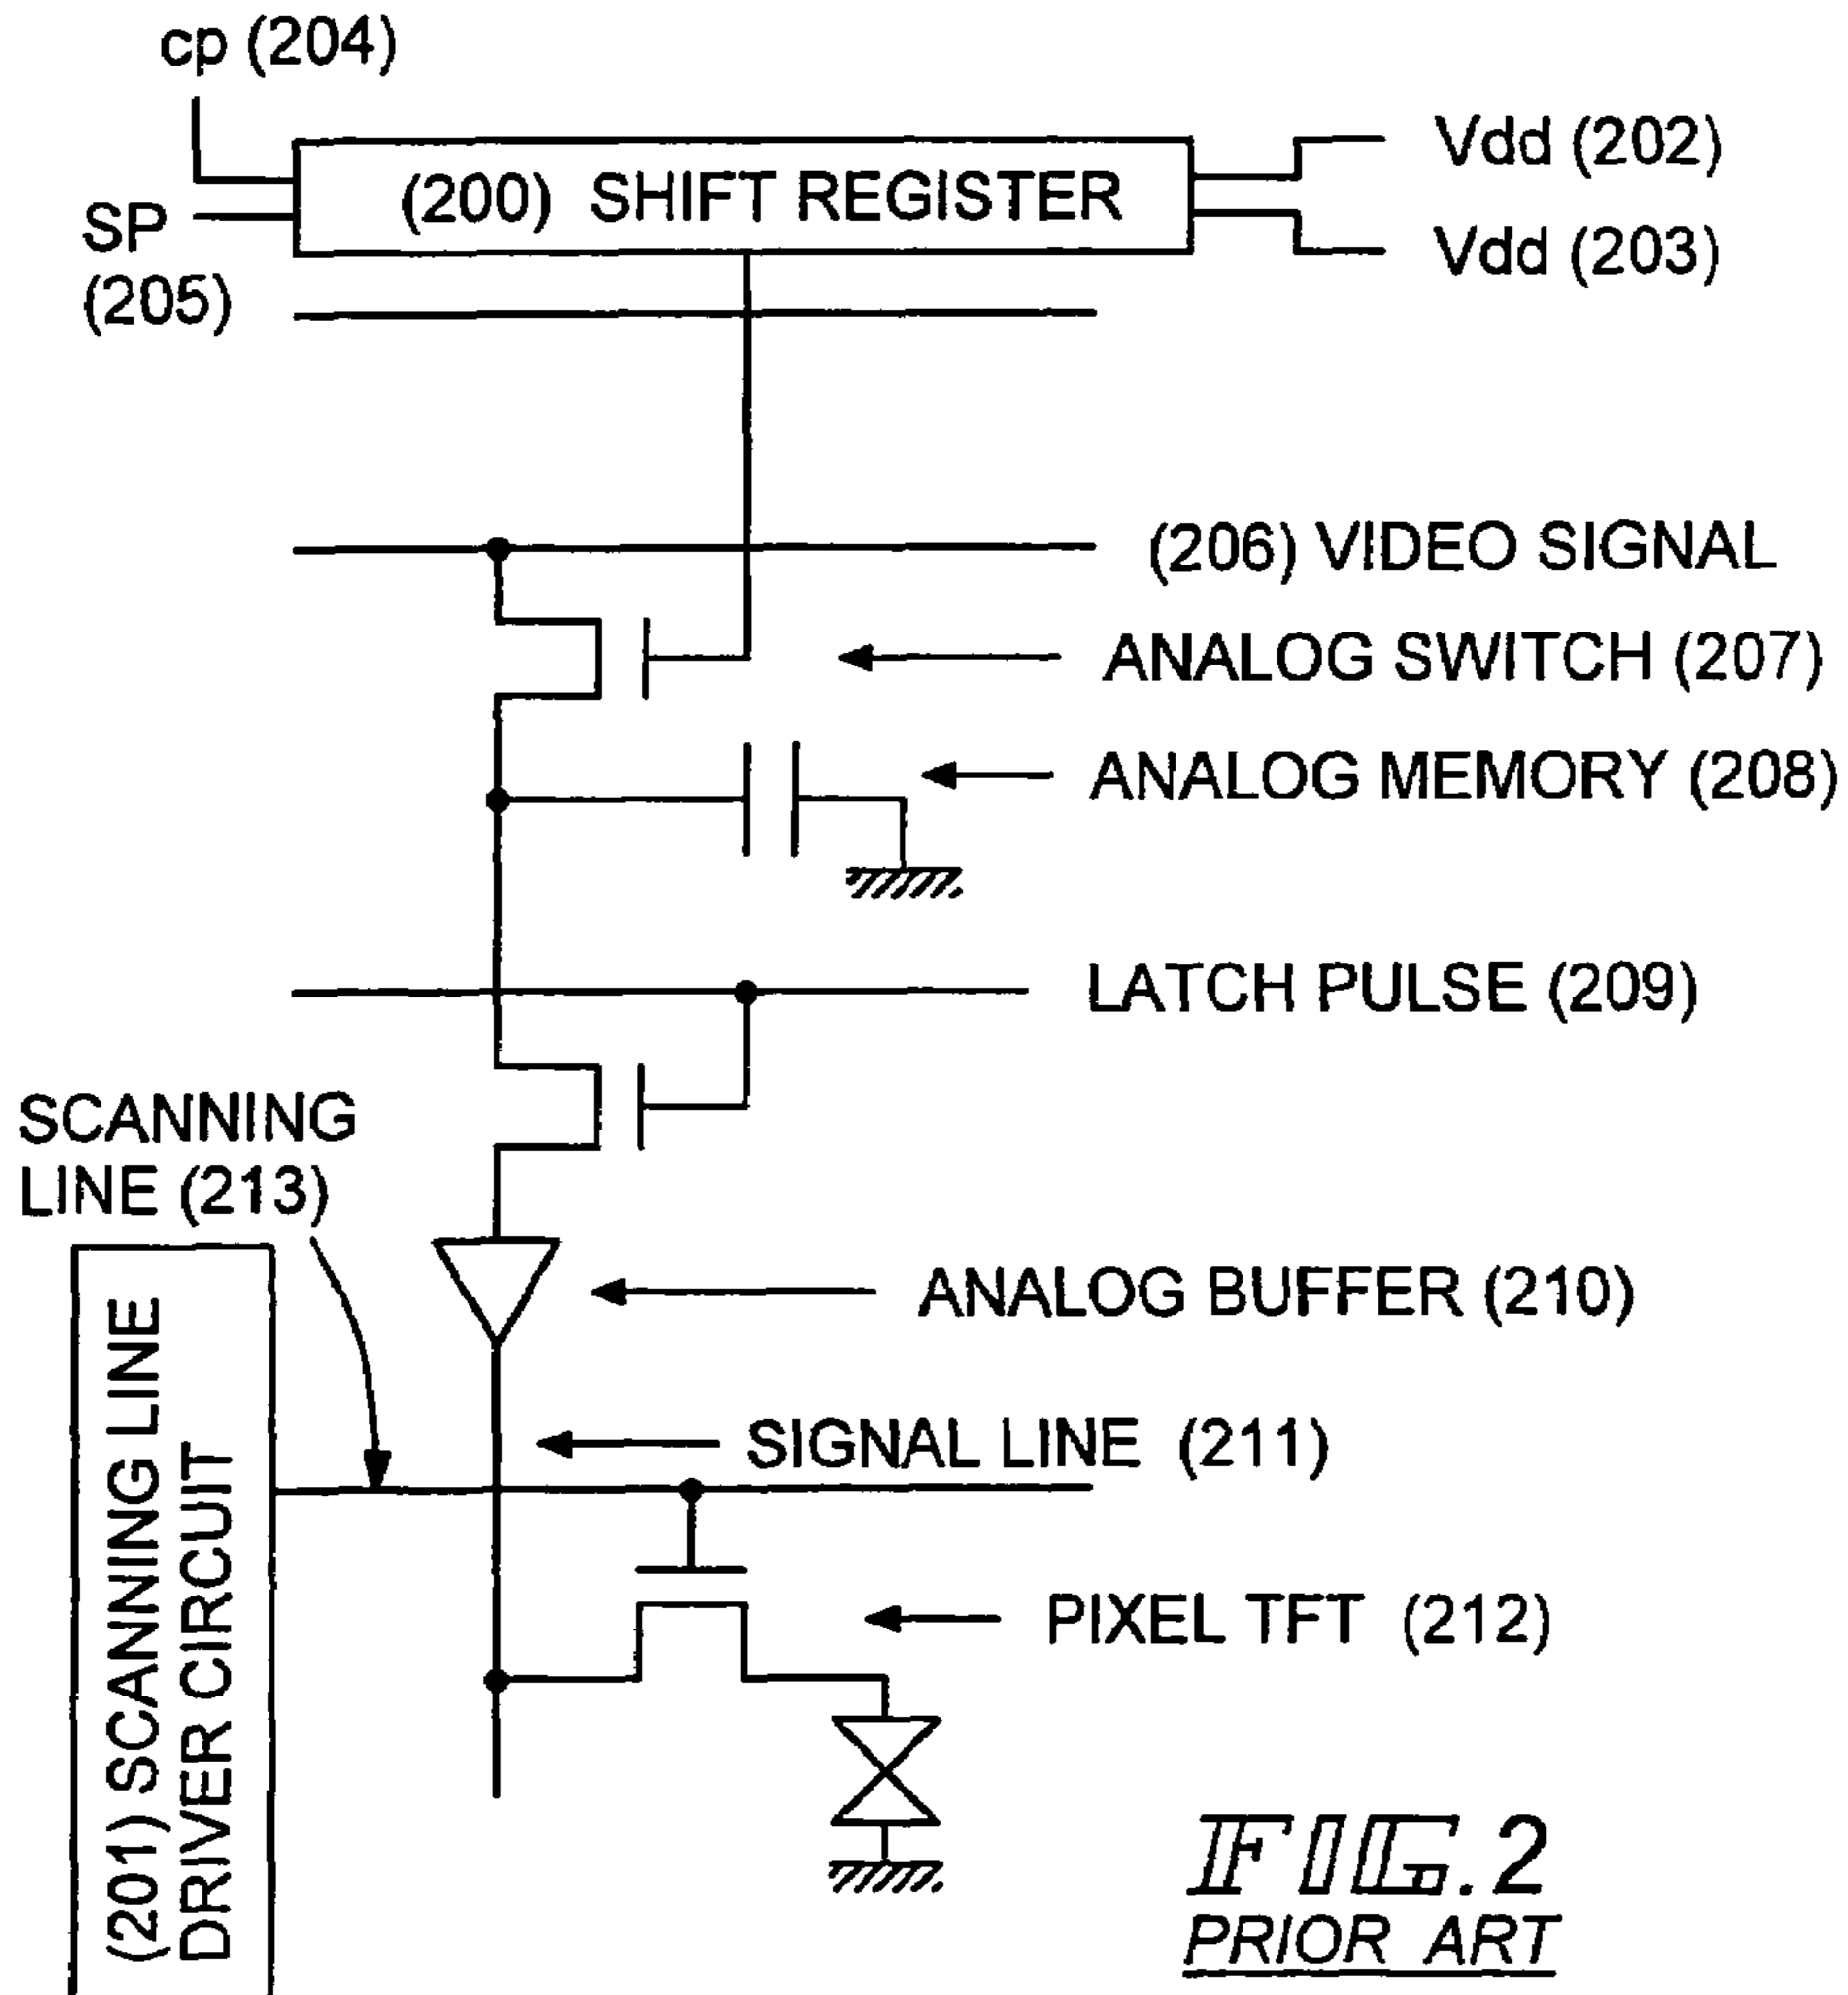 cp (204)
Vdd (202)
(200) SHIFT REGISTER
SP
(205)
Vdd (203)
(206) VIDEO SIGNAL
ANALOG SWITCH (207)
ANALOG MEMORY (208)
LATCH PULSE (209)
SCANNING
LINE (213)
ANALOG BUFFER (210)
SIGNAL LINE (211)
(201) SCANNING LINE
DRIVER CIRCUIT
PIXEL TFT (212)
FIG. 2
PRIOR ART